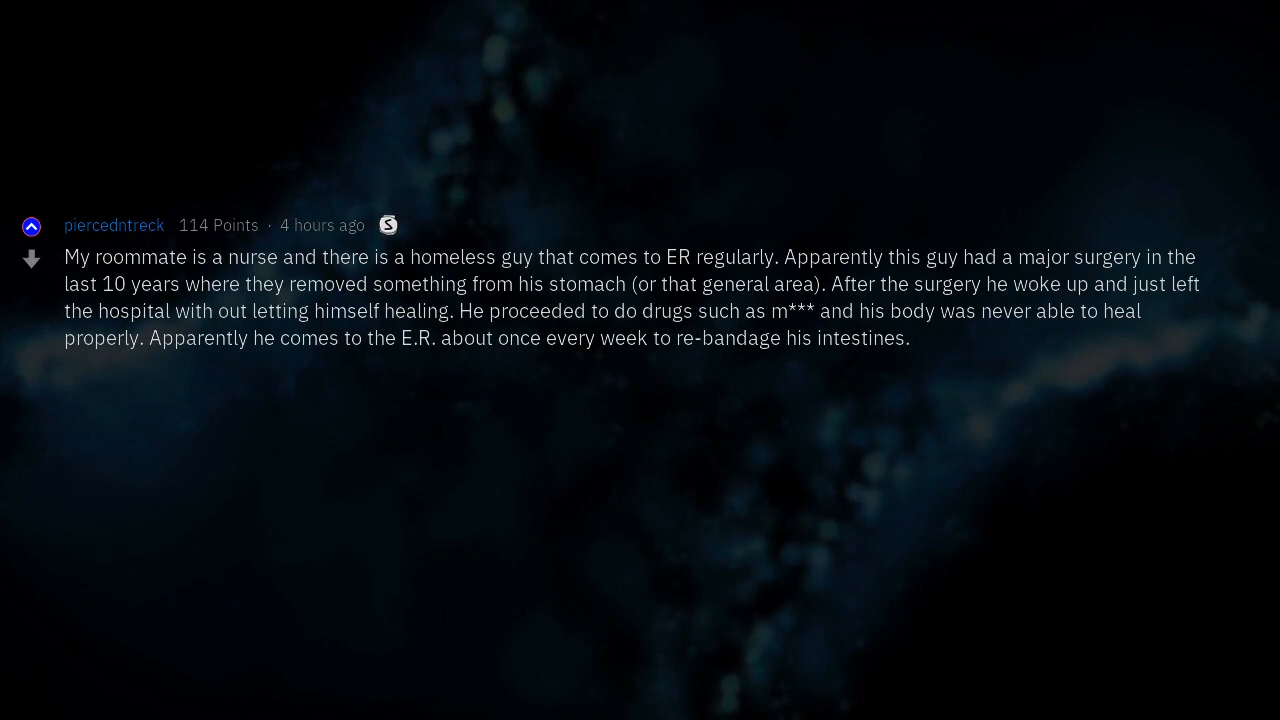 piercedntreck 114 Points · 4 hours ago S
My roommate is a nurse and there is a homeless guy that comes to ER regularly. Apparently this guy had a major surgery in the
last 10 years where they removed something from his stomach (or that general area). After the surgery he woke up and just left
the hospital with out letting himself healing. He proceeded to do drugs such as m*** and his body was never able to heal
properly. Apparently he comes to the E.R. about once every week to re-bandage his intestines.